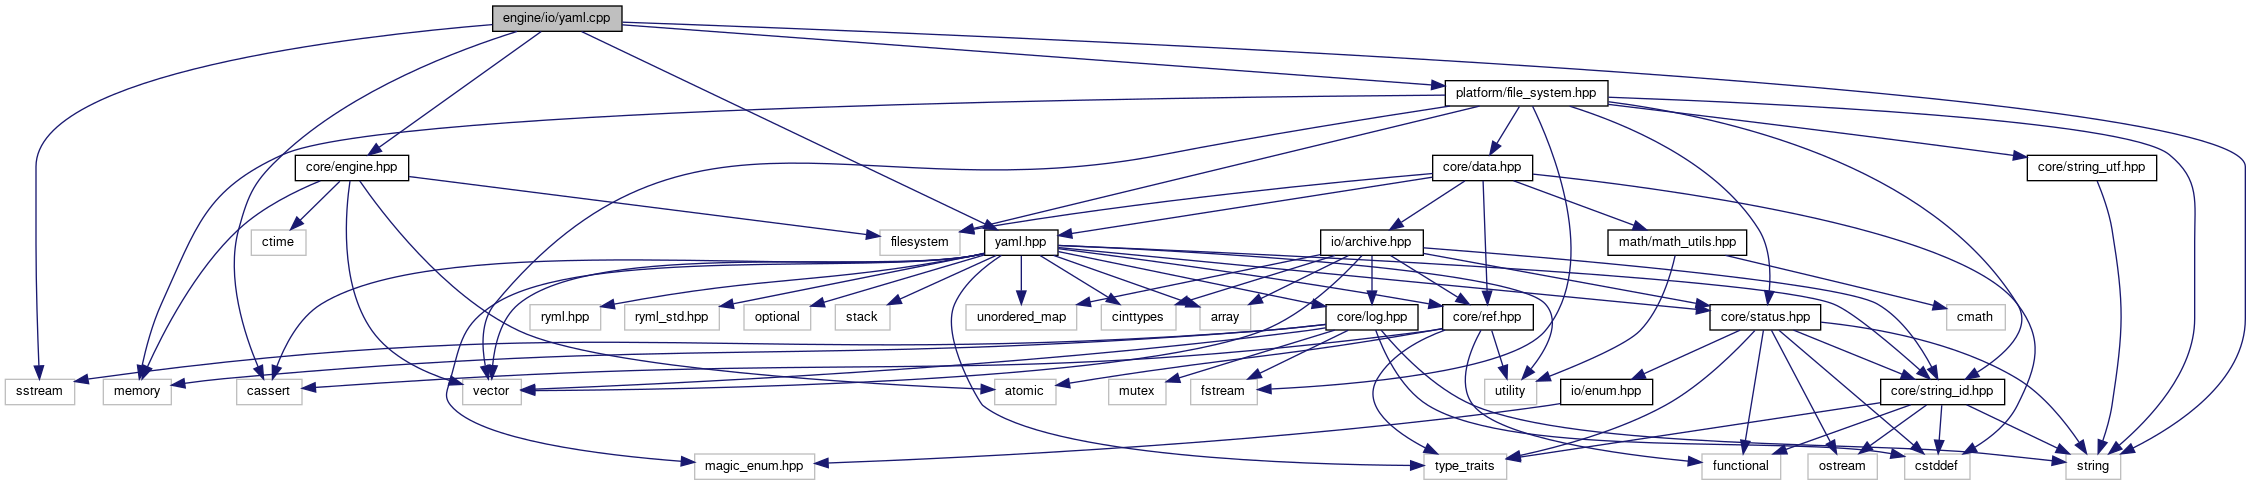 engine/io/yaml.cpp
platform/file_system.hpp
core/engine.hpp
core/data.hpp
core/string_utf.hpp
ctime
filesystem
yaml.hpp
io/archive.hpp
math/math_utils.hpp
ryml.hpp
ryml_std.hpp
optional
stack
unordered_map
cinttypes
array
core/log.hpp
core/ref.hpp
core/status.hpp
cmath
sstream
memory
cassert
vector
atomic
mutex
fstream
utility
io/enum.hpp
core/string_id.hpp
magic_enum.hpp
type_traits
functional
ostream
cstddef
string